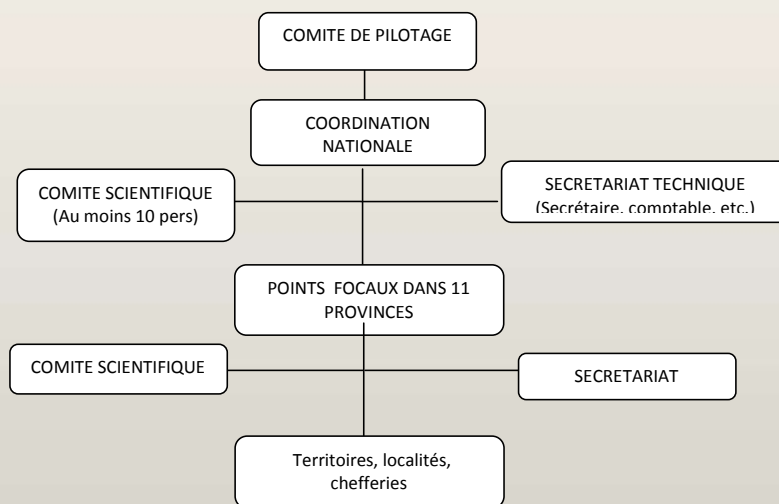 COMITE DE PILOTAGE
COORDINATION
NATIONALE
COMITE SCIENTIFIQUE
(Au moins 10 pers)
SECRETARIAT TECHNIQUE
(Secrétaire, comptable, etc.)
POINTS FOCAUX DANS 11
PROVINCES
COMITE SCIENTIFIQUE
SECRETARIAT
Territoires, localités,
chefferies